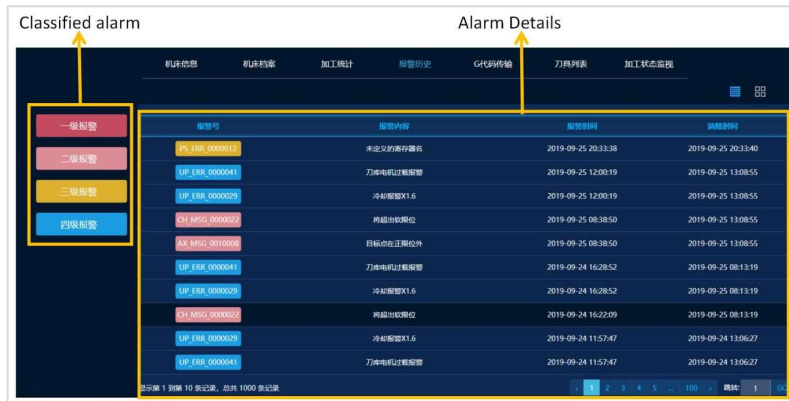 Classified alarm
Alarm Details
机床信息 机床档案 加工统计 报警历史 G代码传输 刀具列表 加工状态监视
一级报警
二级报警
三级报警
四级报警
报警号 报警内容 报警时间 消除时间
PS_ERR_0000012 未定义的寄存器名 2019-09-25 20:33:38 2019-09-25 20:33:40
UP_ERR_0000041 刀库电机过载报警 2019-09-25 12:00:19 2019-09-25 13:08:55
UP_ERR_0000029 冷却报警X1.6 2019-09-25 12:00:19 2019-09-25 13:08:55
CH_MSG_0000022 将超出软限位 2019-09-25 08:38:50 2019-09-25 13:08:55
AX_MSG_0010008 目标点在正限位外 2019-09-25 08:38:50 2019-09-25 13:08:55
UP_ERR_0000041 刀库电机过载报警 2019-09-24 16:28:52 2019-09-25 08:13:19
UP_ERR_0000029 冷却报警X1.6 2019-09-24 16:28:52 2019-09-25 08:13:19
CH_MSG_0000022 将超出软限位 2019-09-24 16:22:09 2019-09-25 08:13:19
UP_ERR_0000029 冷却报警X1.6 2019-09-24 11:57:47 2019-09-24 13:06:27
UP_ERR_0000041 刀库电机过载报警 2019-09-24 11:57:47 2019-09-24 13:06:27
显示第 1 到第 10 条记录，总共 1000 条记录 ‹ 1 2 3 4 5 ... 100 › 跳转: 1 GO